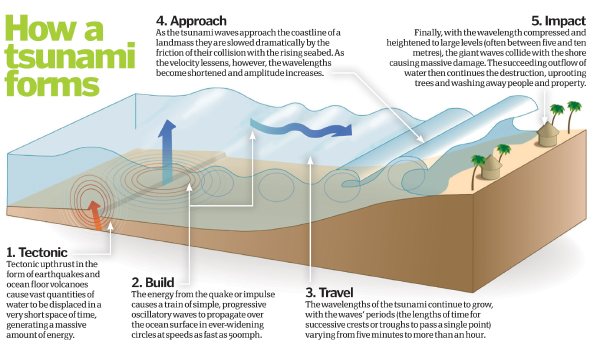 How a
tsunami
forms
4. Approach
As the tsunami waves approach the coastline of a
landmass they are slowed dramatically by the
friction of their collision with the rising seabed. As
the velocity lessens, however, the wavelengths
become shortened and amplitude increases.
5. Impact
Finally, with the wavelength compressed and
heightened to large levels (often between five and ten
metres), the giant waves collide with the shore
causing massive damage. The succeeding outflow of
water then continues the destruction, uprooting
trees and washing away people and property.
1. Tectonic
Tectonic upthrust in the
form of earthquakes and
ocean floor volcanoes
cause vast quantities of
water to be displaced in a
very short space of time,
generating a massive
amount of energy.
2. Build
The energy from the quake or impulse
causes a train of simple, progressive
oscillatory waves to propagate over
the ocean surface in ever-widening
circles at speeds as fast as 500mph.
3. Travel
The wavelengths of the tsunami continue to grow,
with the waves' periods (the lengths of time for
successive crests or troughs to pass a single point)
varying from five minutes to more than an hour.